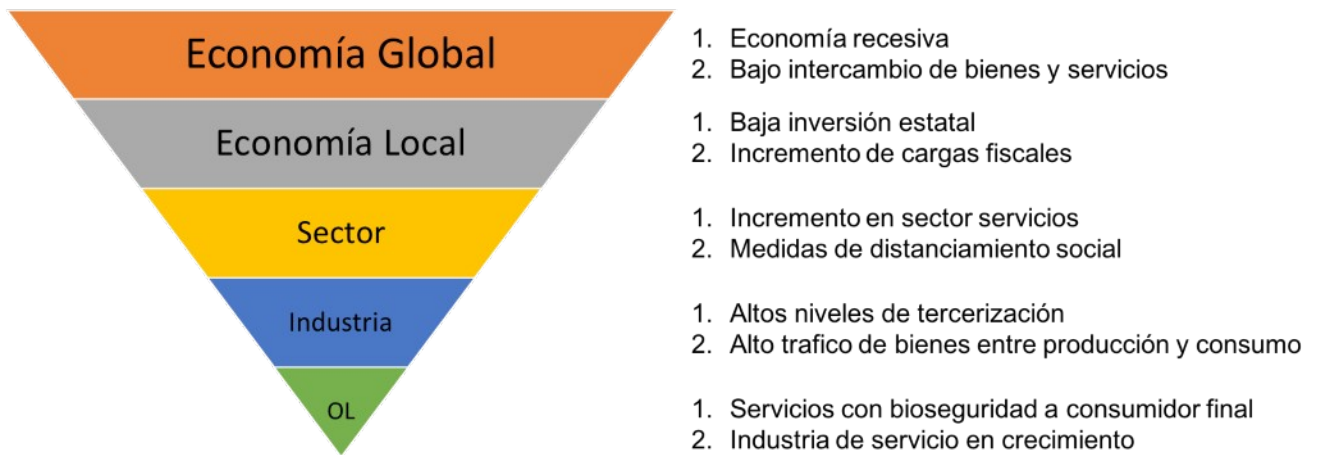 Economía Global
1. Economía recesiva
2. Bajo intercambio de bienes y servicios
Economía Local
1. Baja inversión estatal
2. Incremento de cargas fiscales
Sector
1. Incremento en sector servicios
2. Medidas de distanciamiento social
Industria
1. Altos niveles de tercerización
2. Alto trafico de bienes entre producción y consumo
OL
1. Servicios con bioseguridad a consumidor final
2. Industria de servicio en crecimiento